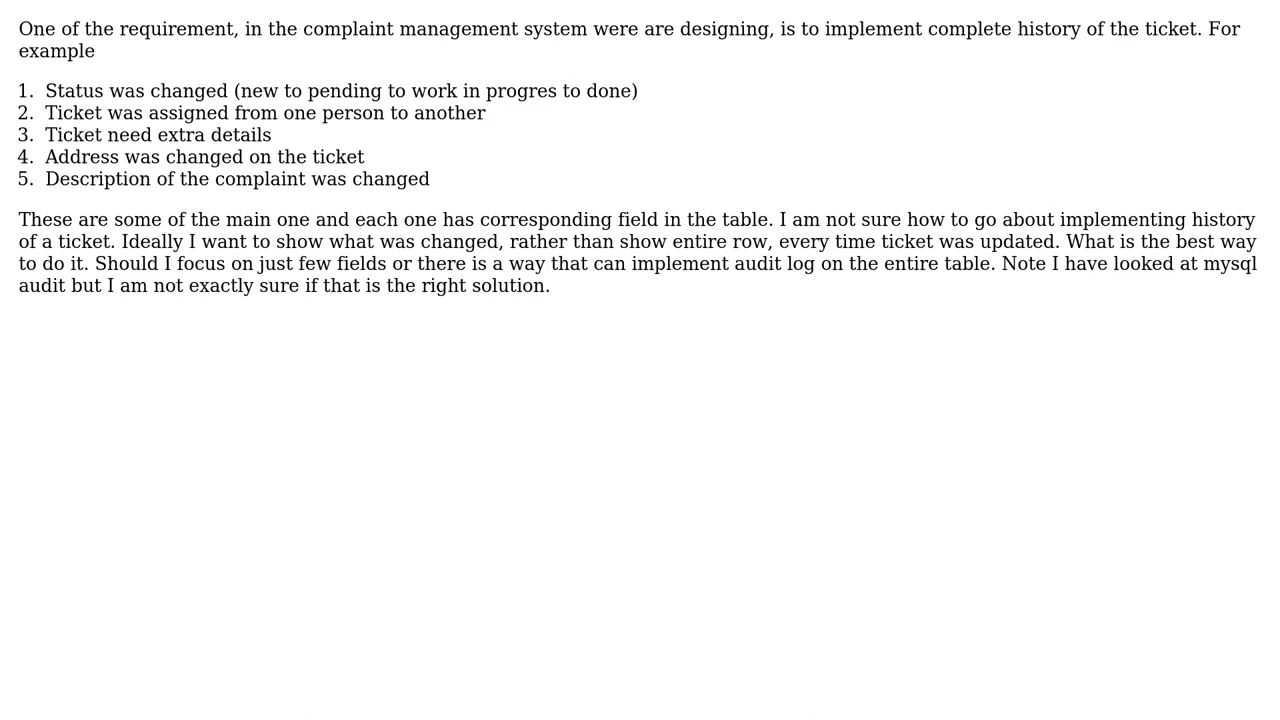 One of the requirement, in the complaint management system were are designing, is to implement complete history of the ticket. For
example
1. Status was changed (new to pending to work in progres to done)
2. Ticket was assigned from one person to another
3. Ticket need extra details
4. Address was changed on the ticket
5. Description of the complaint was changed
These are some of the main one and each one has corresponding field in the table. I am not sure how to go about implementing history
of a ticket. Ideally I want to show what was changed, rather than show entire row, every time ticket was updated. What is the best way
to do it. Should I focus on just few fields or there is a way that can implement audit log on the entire table. Note I have looked at mysql
audit but I am not exactly sure if that is the right solution.